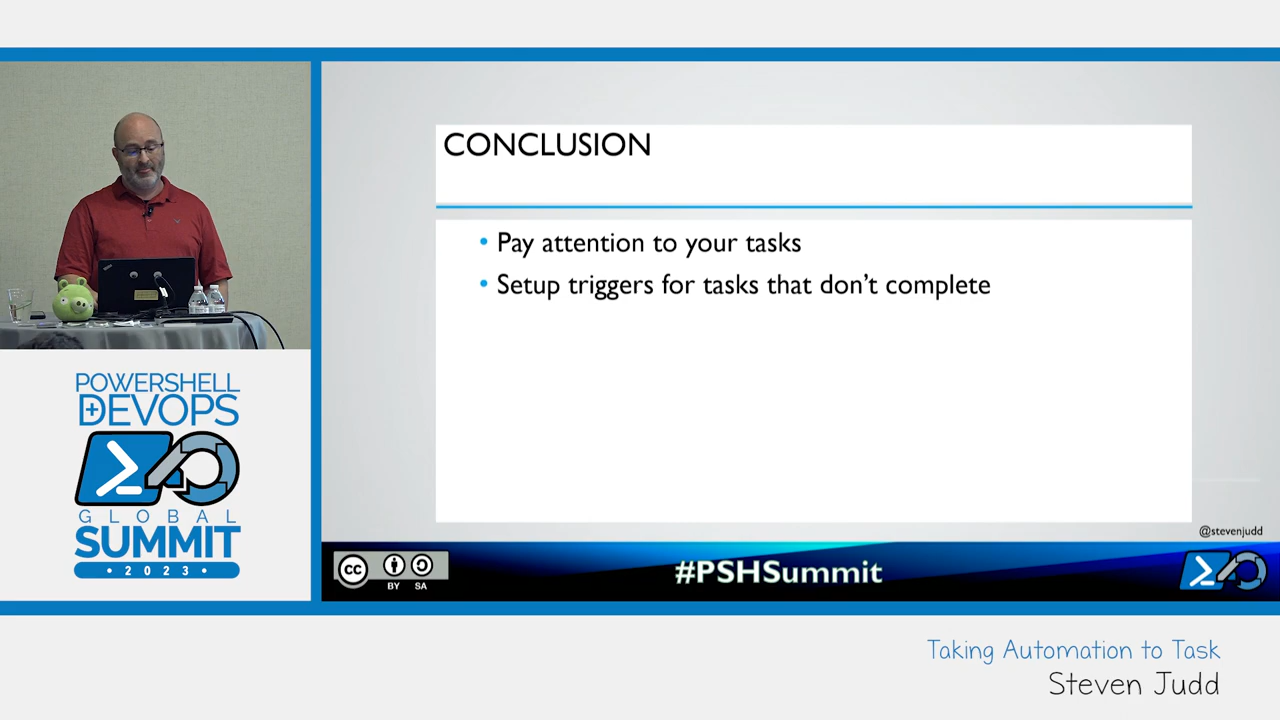 CONCLUSION
• Pay attention to your tasks
• Setup triggers for tasks that don't complete
@stevenjudd
cc
BY SA
#PSHSummit
POWERSHELL
+DEVOPS
GLOBAL
SUMMIT
• 2023 •
Taking Automation to Task
Steven Judd